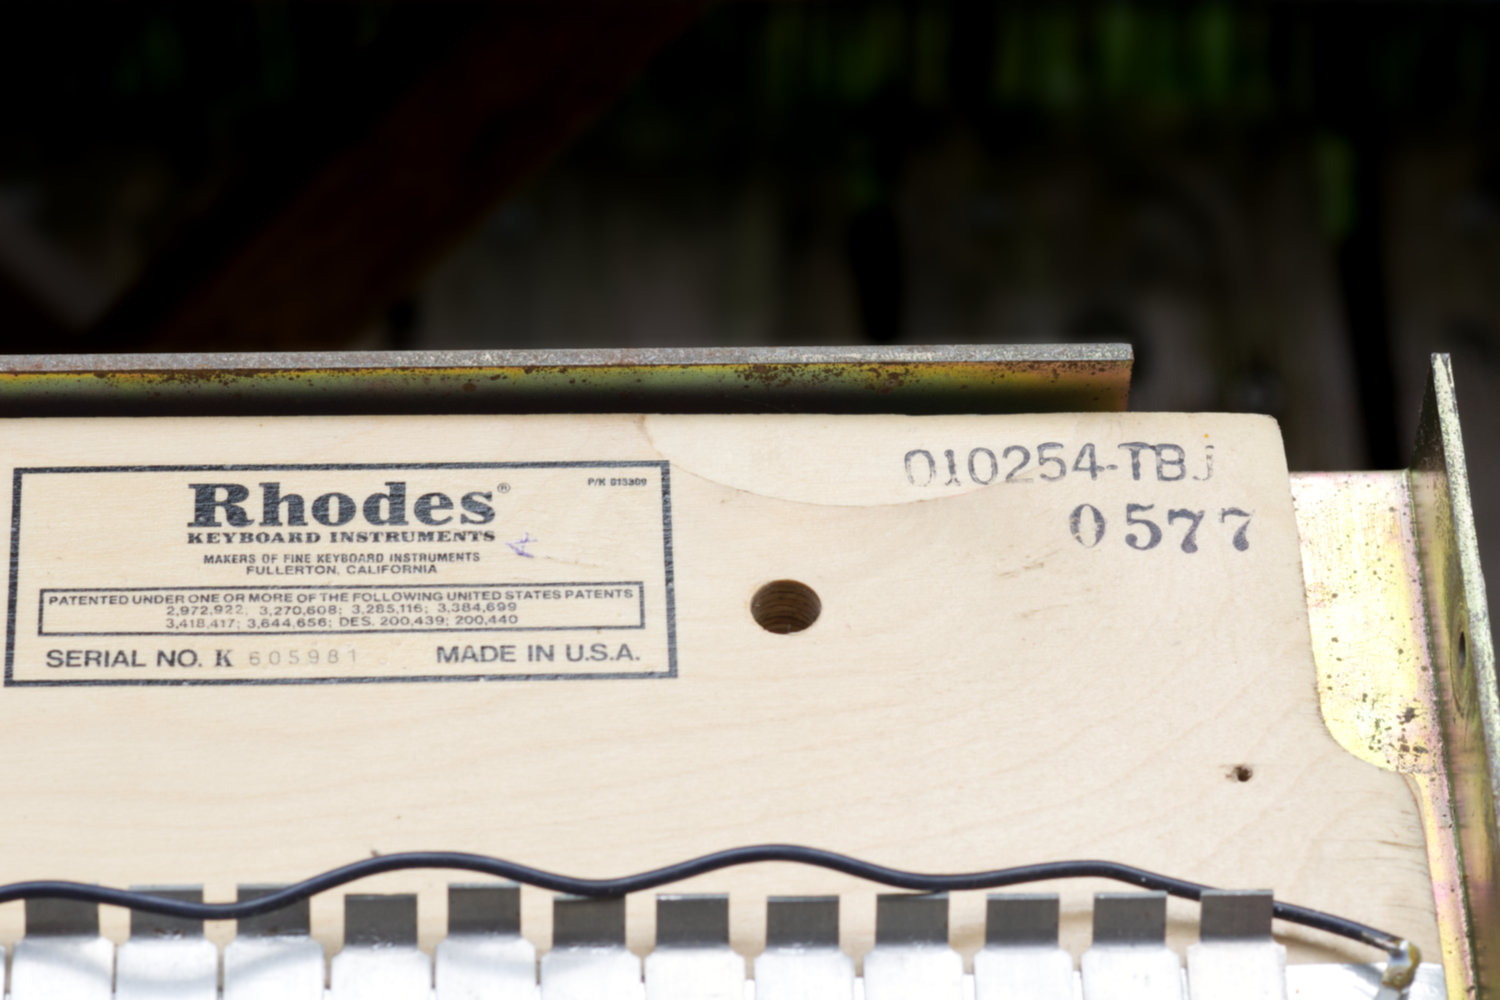 010254-TBJ
0577
Rhodes®
P/N 013309
KEYBOARD INSTRUMENTS
MAKERS OF FINE KEYBOARD INSTRUMENTS
FULLERTON, CALIFORNIA
PATENTED UNDER ONE OR MORE OF THE FOLLOWING UNITED STATES PATENTS
2,972,922; 3,270,608; 3,285,116; 3,384,699
3,418,417; 3,644,656; DES. 200,439; 200,440
SERIAL NO. K 605981 MADE IN U.S.A.